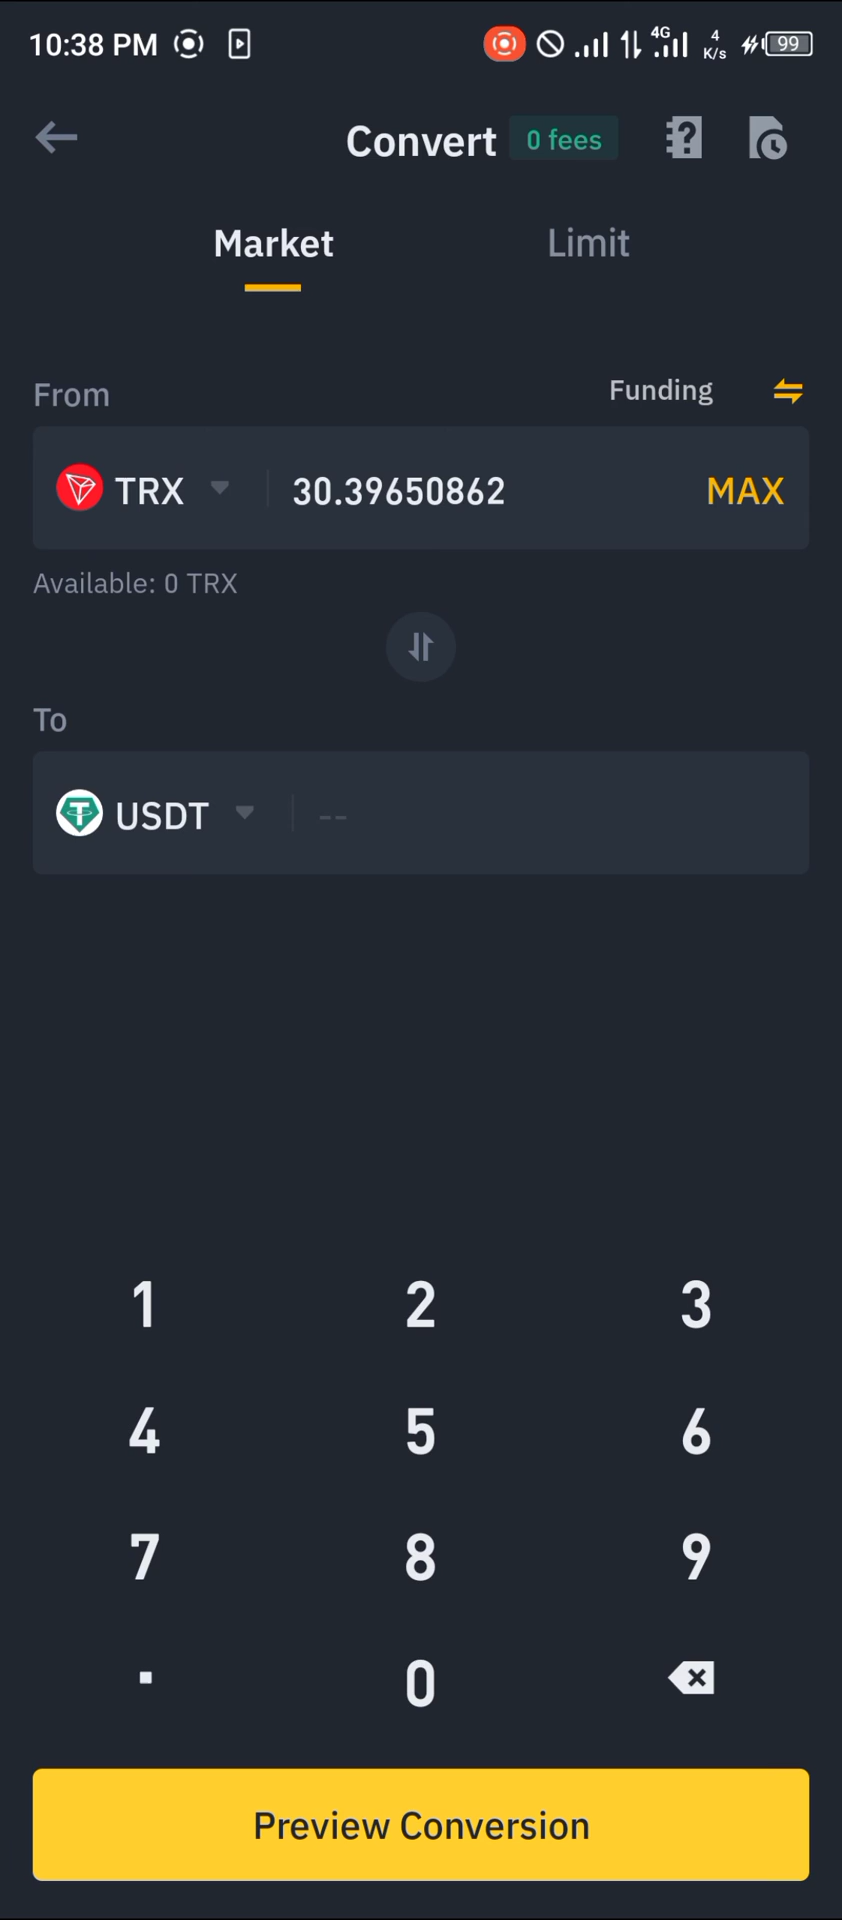 10:38 PM 4G 4 K/s 99
Convert 0 fees
Market Limit
From Funding
TRX 30.39650862 MAX
Available: 0 TRX
To
USDT --
1 2 3
4 5 6
7 8 9
. 0
Preview Conversion